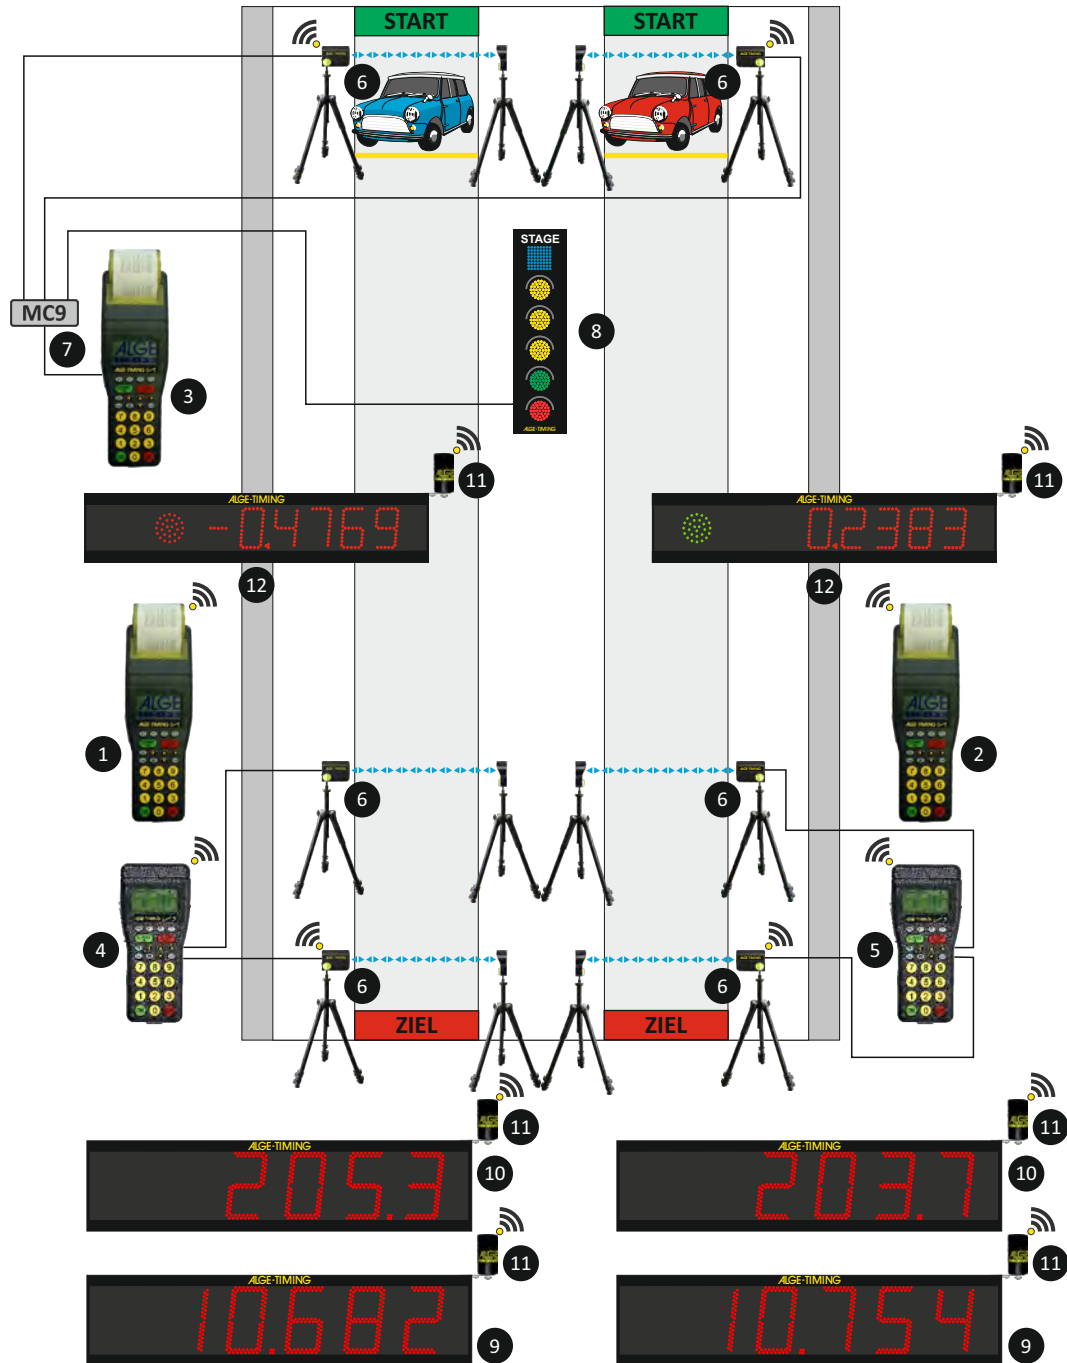 START START
6 6
STAGE
MC9
7
8
3
ALGE
ALGE-TIMING
11 11
ALGE-TIMING ALGE-TIMING
-0.4769 0.2383
12 12
ALGE ALGE
1 2
6 6
4 5
6 6
ZIEL ZIEL
11 11
ALGE-TIMING ALGE-TIMING
10 10
205.3 203.7
11 11
ALGE-TIMING ALGE-TIMING
10.682 10.754
9 9